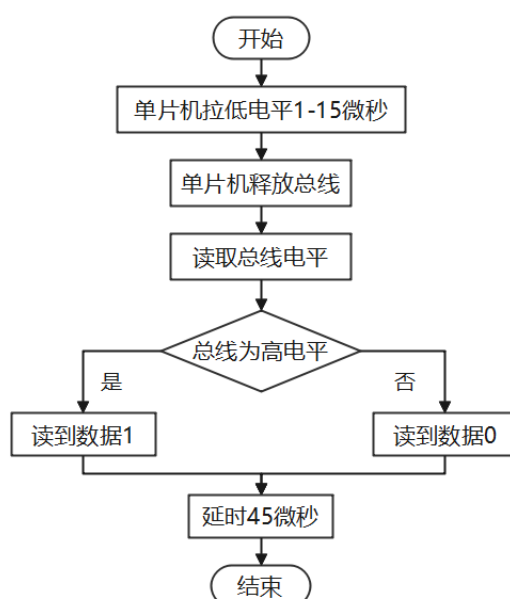 开始
单片机拉低电平1-15微秒
单片机释放总线
读取总线电平
总线为高电平
是
否
读到数据1
读到数据0
延时45微秒
结束